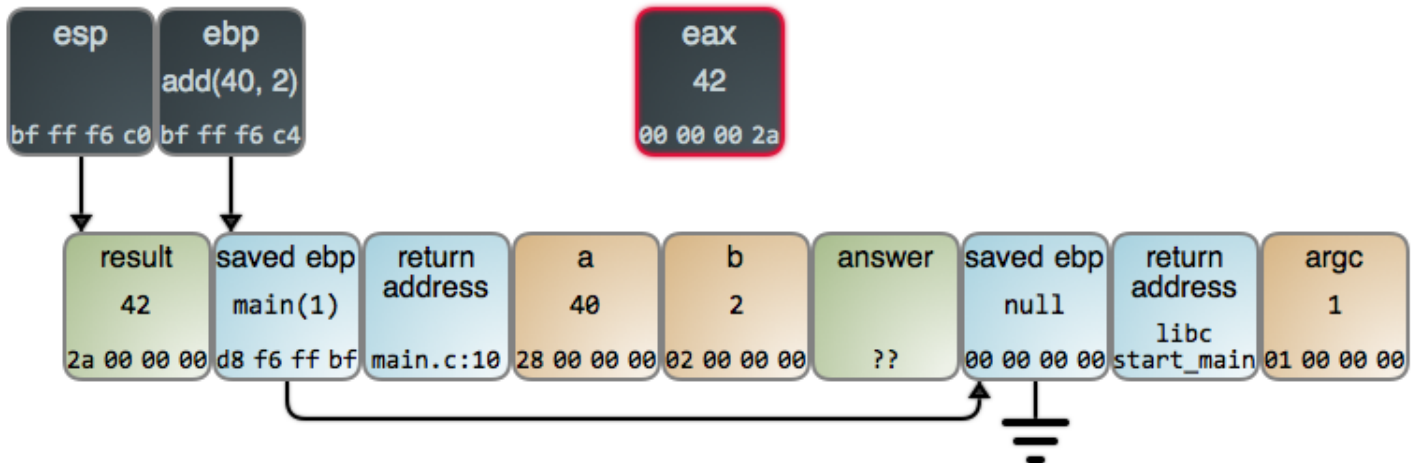 esp
bf ff f6 c0
ebp
add(40, 2)
bf ff f6 c4
eax
42
00 00 00 2a
result
42
2a 00 00 00
saved ebp
main(1)
d8 f6 ff bf
return
address
main.c:10
a
40
28 00 00 00
b
2
02 00 00 00
answer
??
saved ebp
null
00 00 00 00
return
address
libc
start_main
argc
1
01 00 00 00